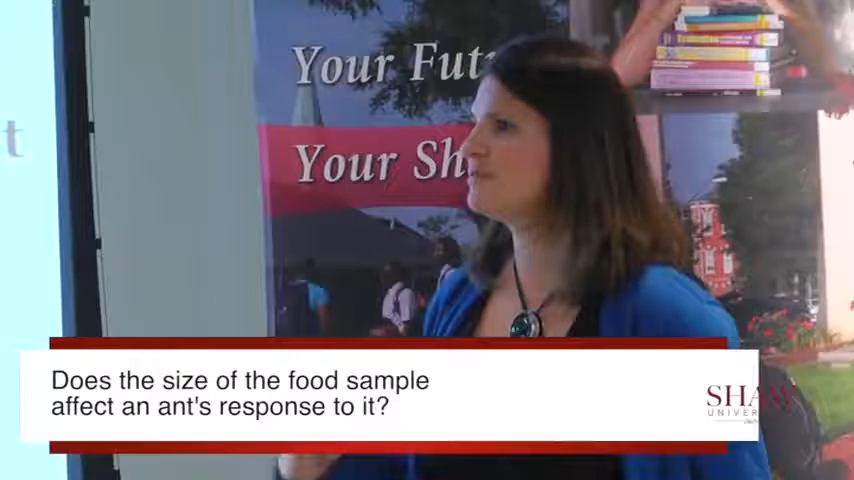 Your Fut
t
Your Sh
Does the size of the food sample
affect an ant's response to it?
SHAW
UNIVER